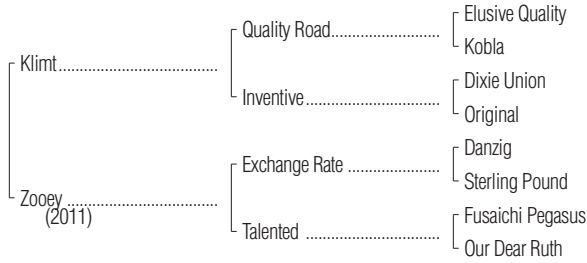 Elusive Quality
Quality Road
Kobla
Klimt
Dixie Union
Inventive
Original
Danzig
Exchange Rate
Sterling Pound
Zooey
(2011)
Fusaichi Pegasus
Talented
Our Dear Ruth